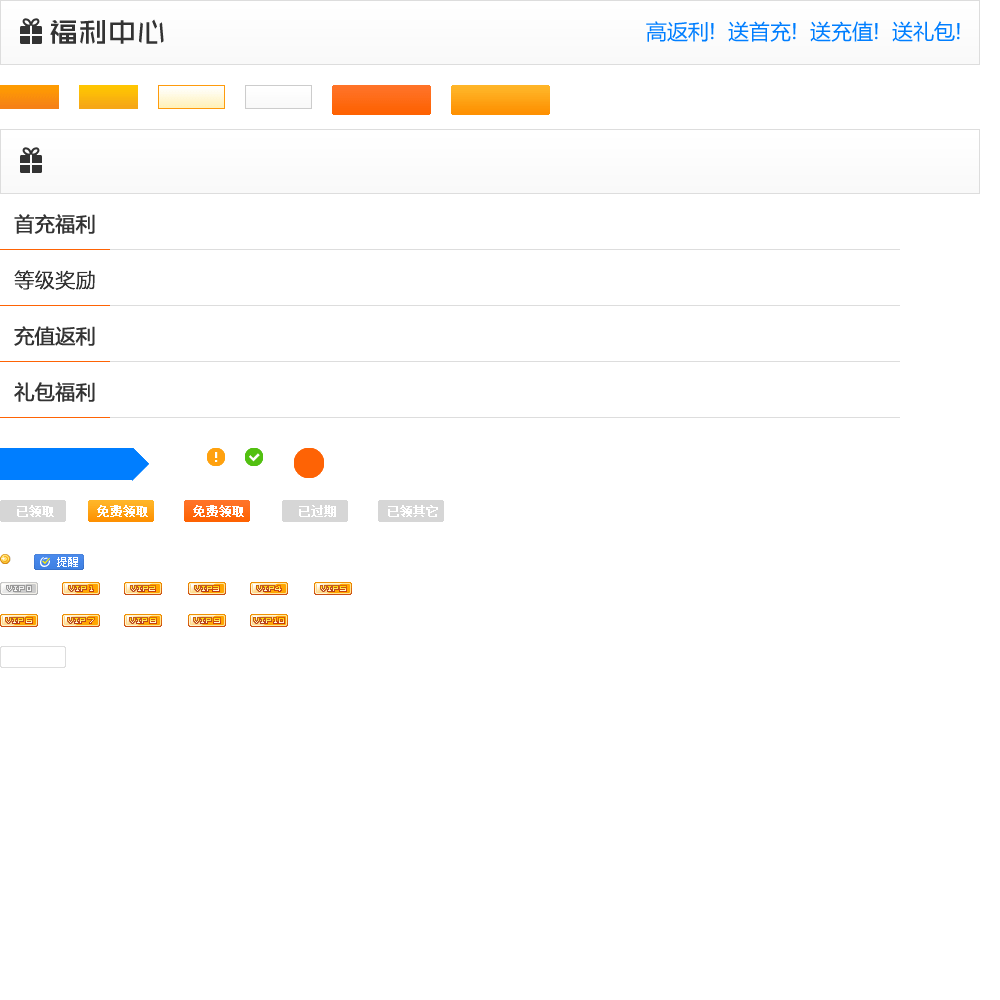 福利中心 高返利! 送首充! 送充值! 送礼包!
首充福利
等级奖励
充值返利
礼包福利
已领取 免费领取 免费领取 已过期 已领其它
提醒
VIP0 VIP1 VIP2 VIP3 VIP4 VIP5
VIP6 VIP7 VIP8 VIP9 VIP10